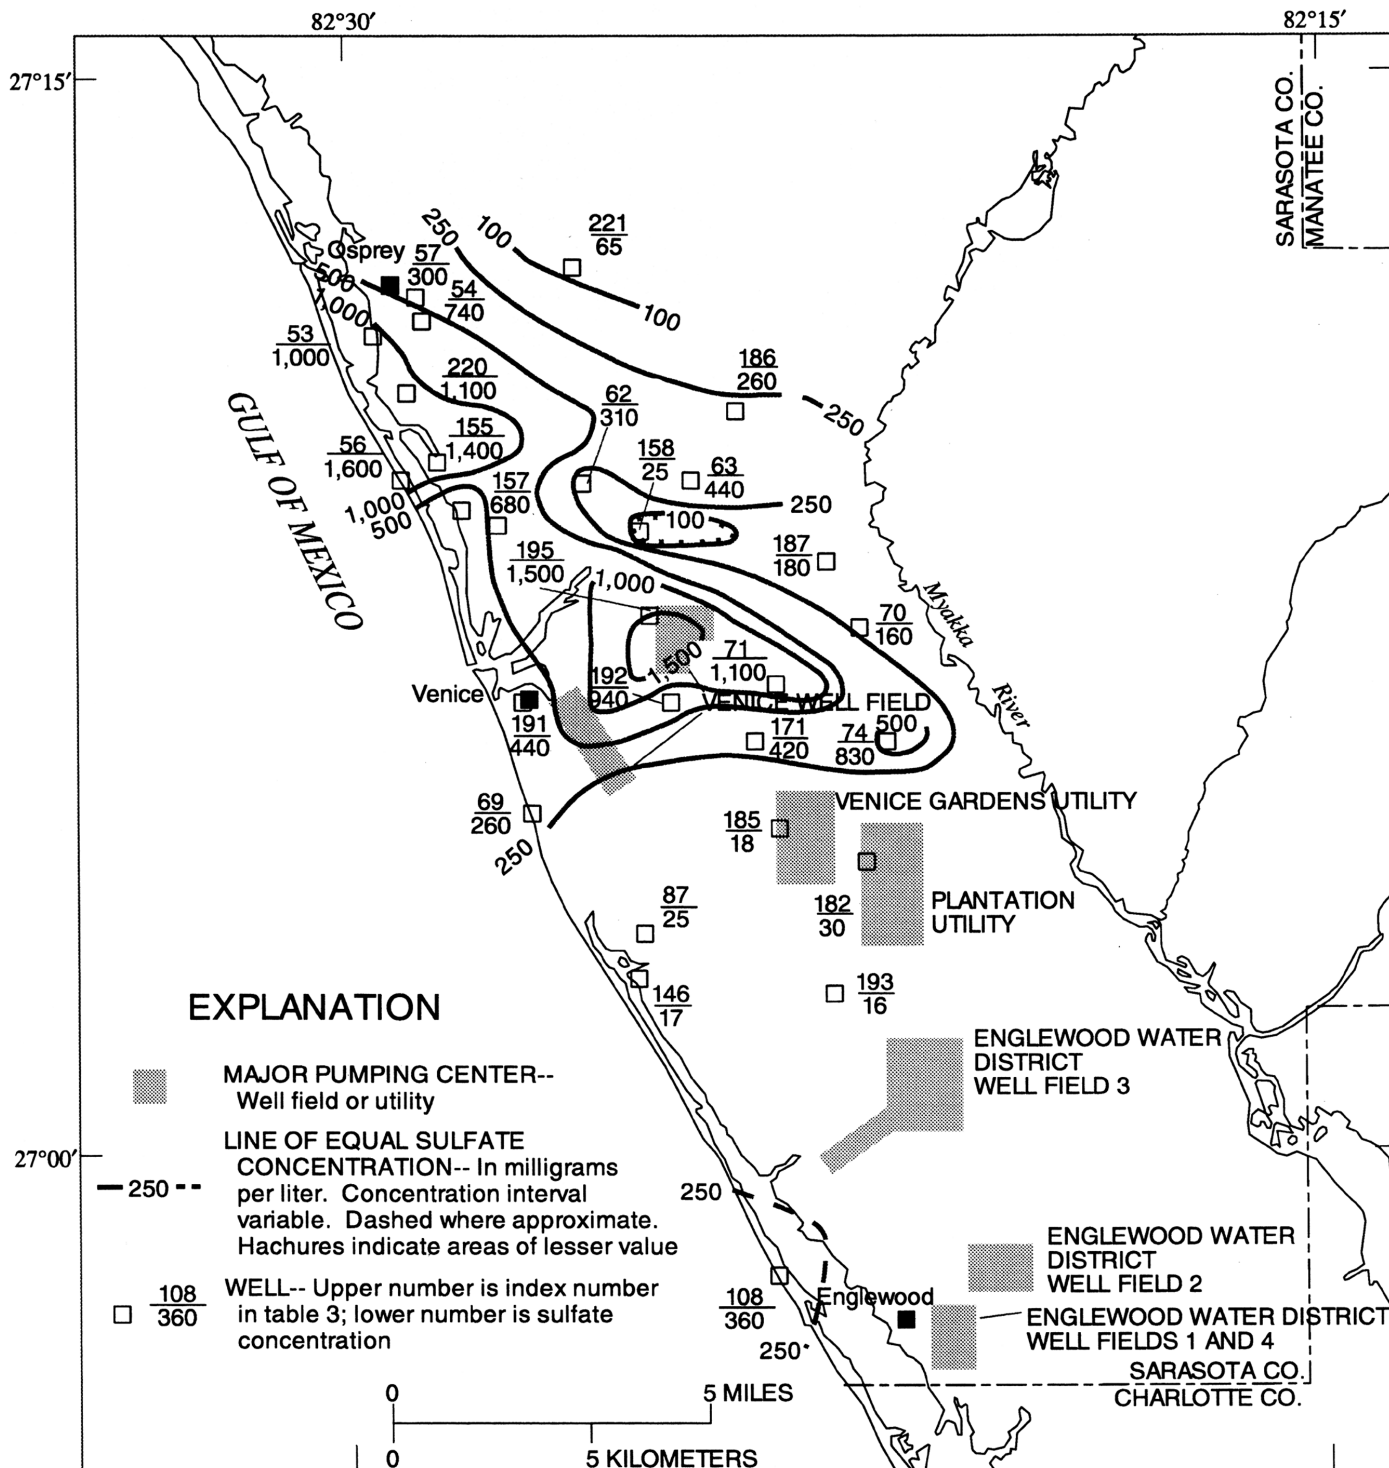 82°30′
82°15′
27°15′
SARASOTA CO.
MANATEE CO.
250
100
221
65
Osprey
57
300
500
54
740
1,000
100
53
1,000
186
260
220
1,100
250
62
310
GULF OF MEXICO
155
1,400
56
1,600
158
25
63
440
157
680
1,000
500
250
100
187
180
195
1,500
1,000
Myakka
River
70
160
71
1,100
1,500
192
940
Venice
VENICE WELL FIELD
191
440
171
420
74
830
500
69
260
250
VENICE GARDENS UTILITY
185
18
87
25
182
30
PLANTATION
UTILITY
193
16
146
17
EXPLANATION
MAJOR PUMPING CENTER--
Well field or utility
LINE OF EQUAL SULFATE
CONCENTRATION-- In milligrams
per liter. Concentration interval
variable. Dashed where approximate.
Hachures indicate areas of lesser value
250
108
360
WELL-- Upper number is index number
in table 3; lower number is sulfate
concentration
27°00′
ENGLEWOOD WATER
DISTRICT
WELL FIELD 3
250
ENGLEWOOD WATER
DISTRICT
WELL FIELD 2
108
360
Englewood
250
ENGLEWOOD WATER DISTRICT
WELL FIELDS 1 AND 4
SARASOTA CO.
CHARLOTTE CO.
0
5 MILES
0
5 KILOMETERS